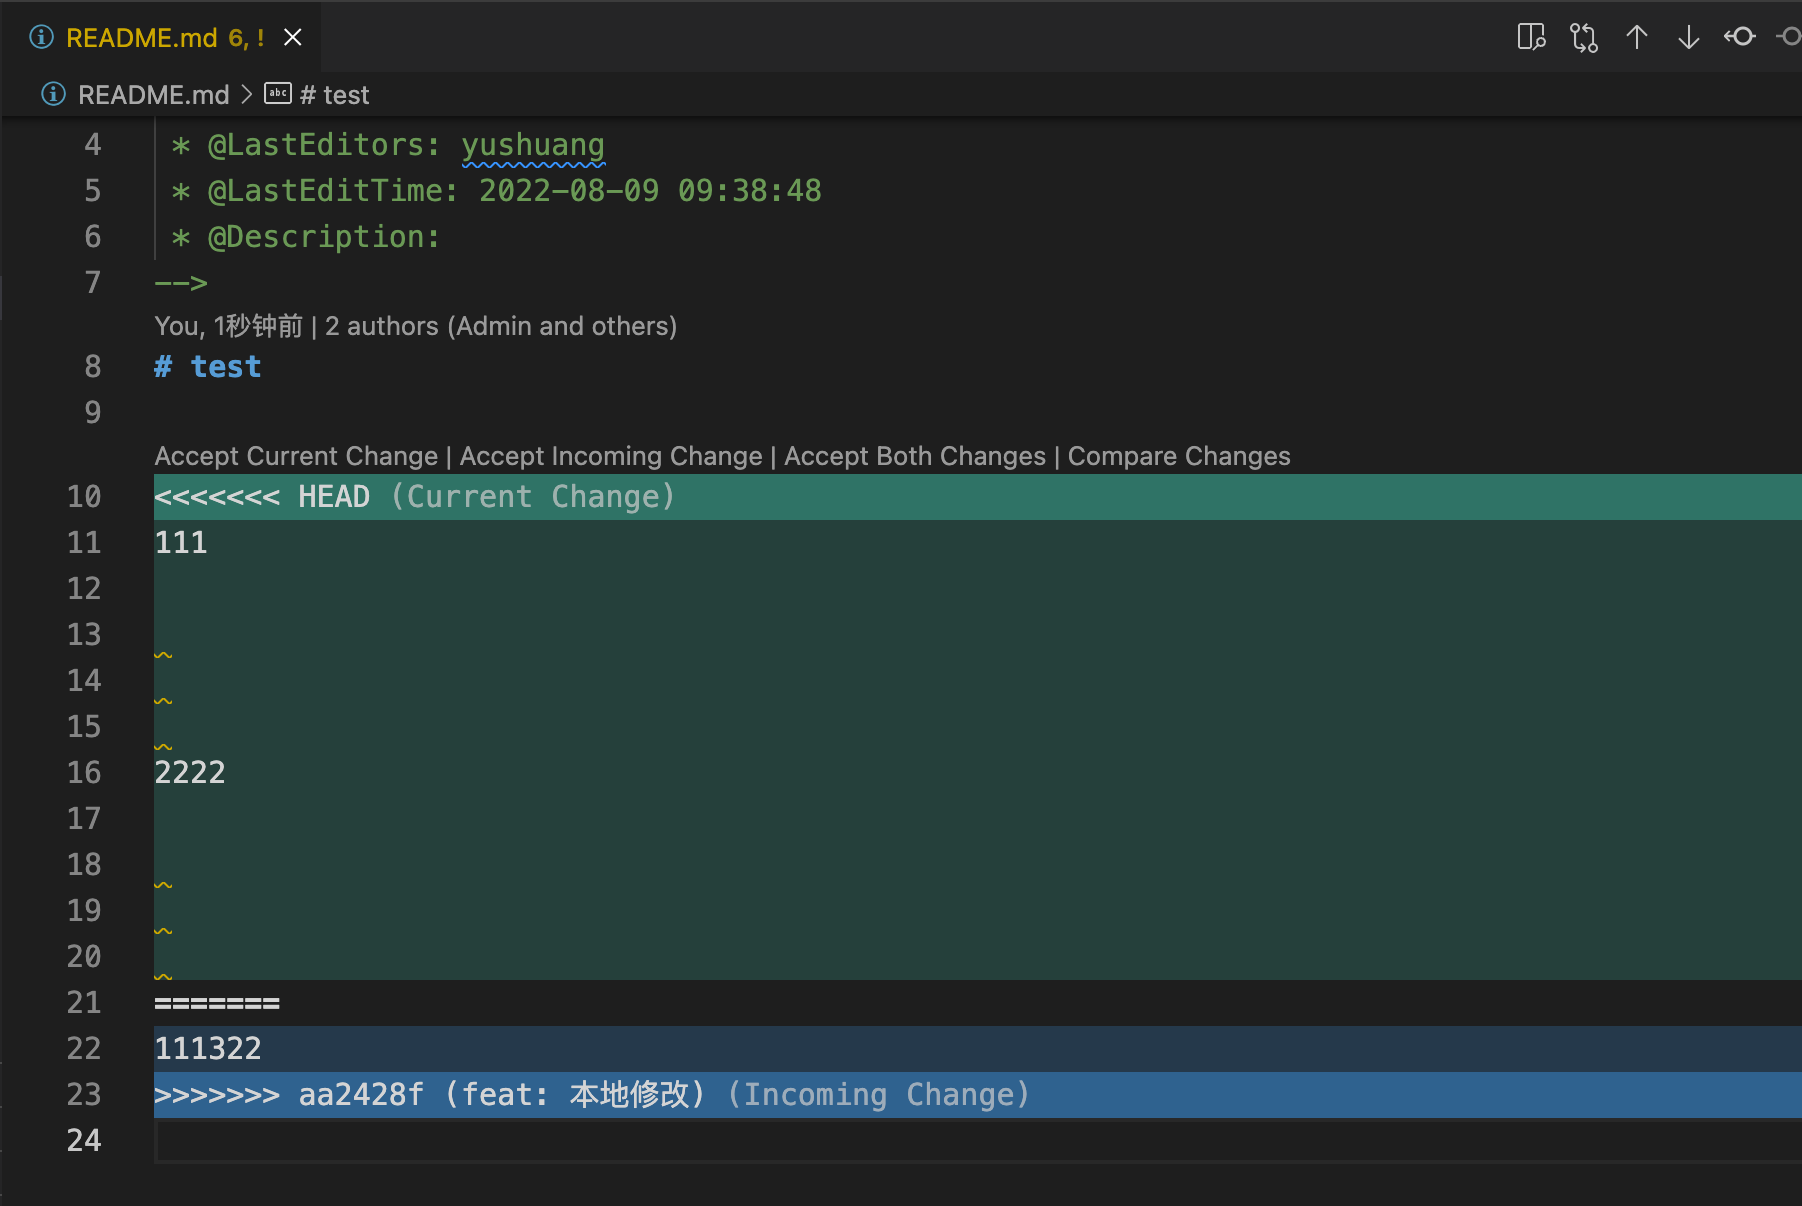 README.md 6, !
README.md > # test
4 * @LastEditors: yushuang
5 * @LastEditTime: 2022-08-09 09:38:48
6 * @Description:
7 -->
You, 1秒钟前 | 2 authors (Admin and others)
8 # test
9
Accept Current Change | Accept Incoming Change | Accept Both Changes | Compare Changes
10 <<<<<<< HEAD (Current Change)
11 111
12
13
14
15
16 2222
17
18
19
20
21 =======
22 111322
23 >>>>>>> aa2428f (feat: 本地修改) (Incoming Change)
24